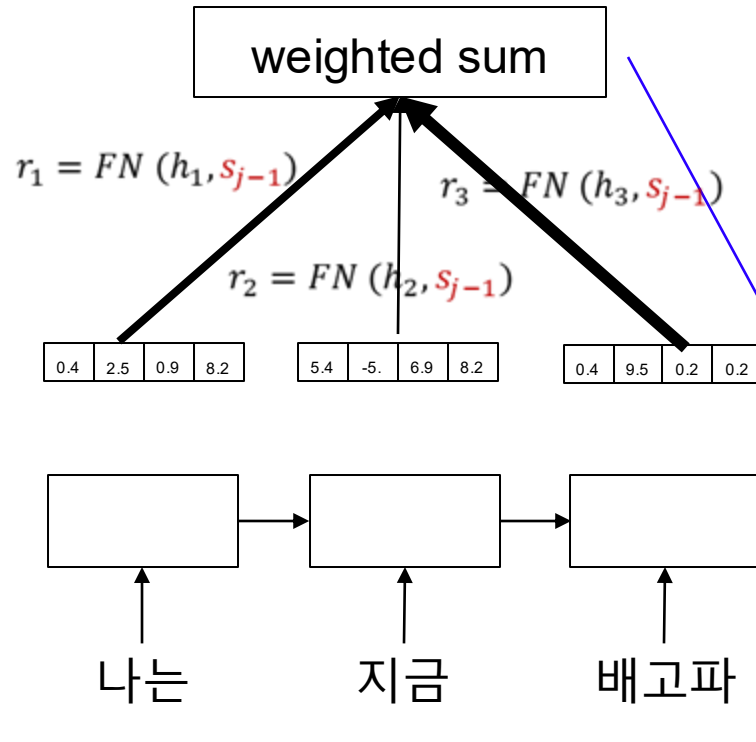 weighted sum
r₁ = FN (h₁, sⱼ₋₁)
r₃ = FN (h₃, sⱼ₋₁)
r₂ = FN (h₂, sⱼ₋₁)
0.4 2.5 0.9 8.2
5.4 -5. 6.9 8.2
0.4 9.5 0.2 0.2
나는 지금 배고파